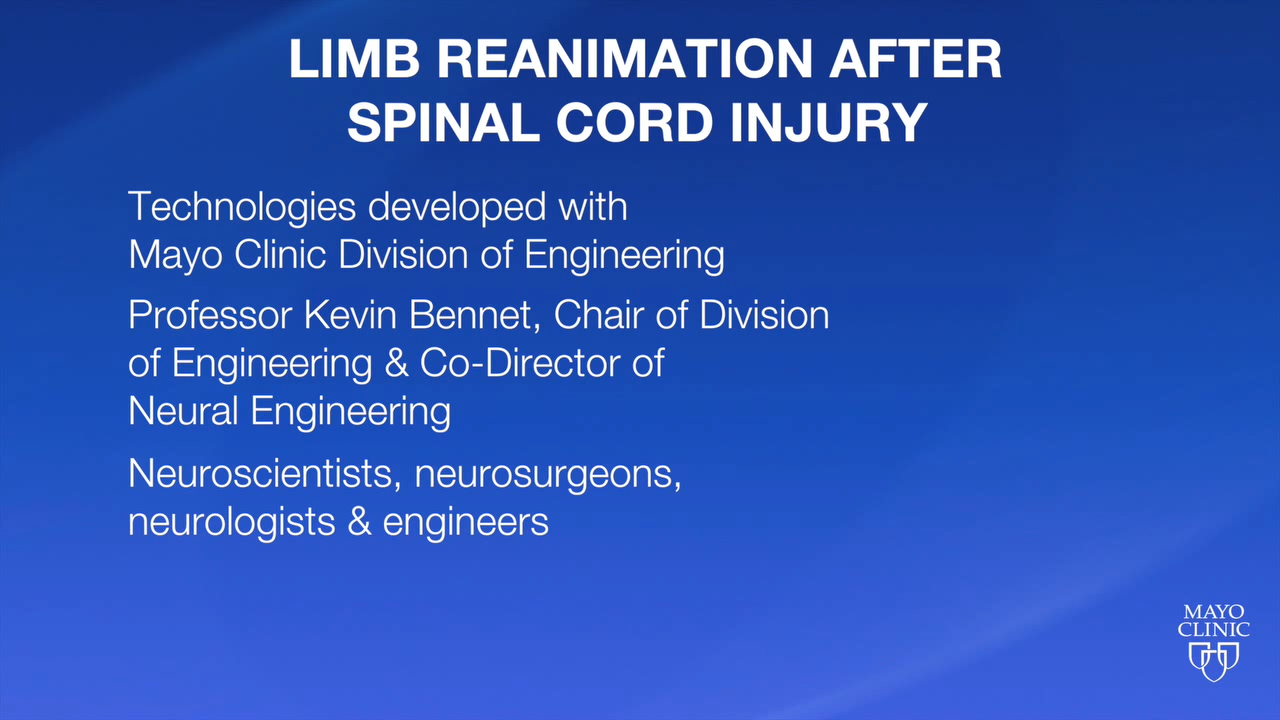 LIMB REANIMATION AFTER
SPINAL CORD INJURY
Technologies developed with
Mayo Clinic Division of Engineering
Professor Kevin Bennet, Chair of Division
of Engineering & Co-Director of
Neural Engineering
Neuroscientists, neurosurgeons,
neurologists & engineers
MAYO
CLINIC